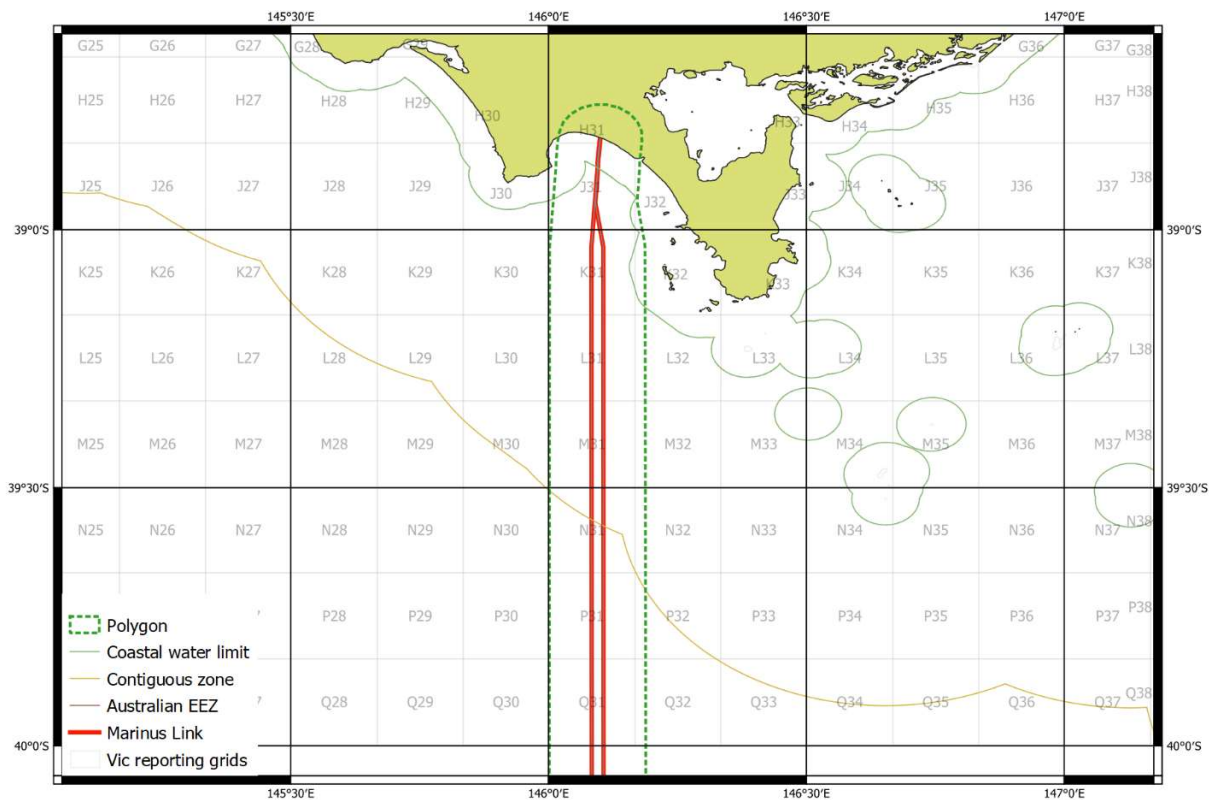 145°30'E 146°0'E 146°30'E 147°0'E
G25 G26 G27 G28 G29 G36 G37 G38
H25 H26 H27 H28 H29 H30 H31 H33 H34 H35 H36 H37 H38
J25 J26 J27 J28 J29 J30 J31 J32 J33 J34 J35 J36 J37 J38
39°0'S 39°0'S
K25 K26 K27 K28 K29 K30 K31 K32 K33 K34 K35 K36 K37 K38
L25 L26 L27 L28 L29 L30 L31 L32 L33 L34 L35 L36 L37 L38
M25 M26 M27 M28 M29 M30 M31 M32 M33 M34 M35 M36 M37 M38
39°30'S 39°30'S
N25 N26 N27 N28 N29 N30 N31 N32 N33 N34 N35 N36 N37 N38
P28 P29 P30 P31 P32 P33 P34 P35 P36 P37 P38
Q28 Q29 Q30 Q31 Q32 Q33 Q34 Q35 Q36 Q37 Q38
40°0'S 40°0'S
Polygon
Coastal water limit
Contiguous zone
Australian EEZ
Marinus Link
Vic reporting grids
145°30'E 146°0'E 146°30'E 147°0'E